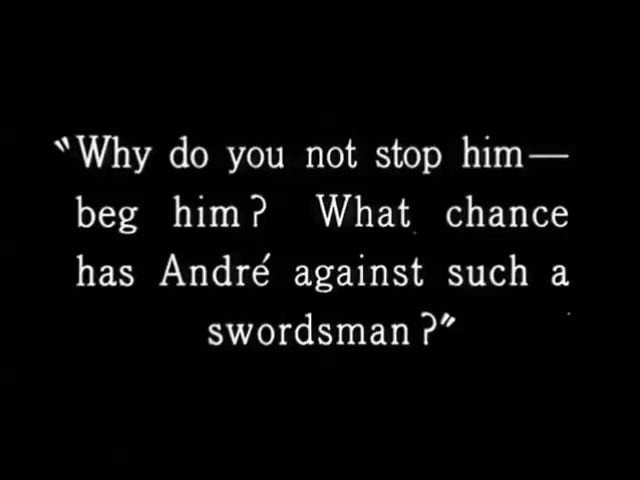 "Why do you not stop him—
beg him? What chance
has André against such a
swordsman?"